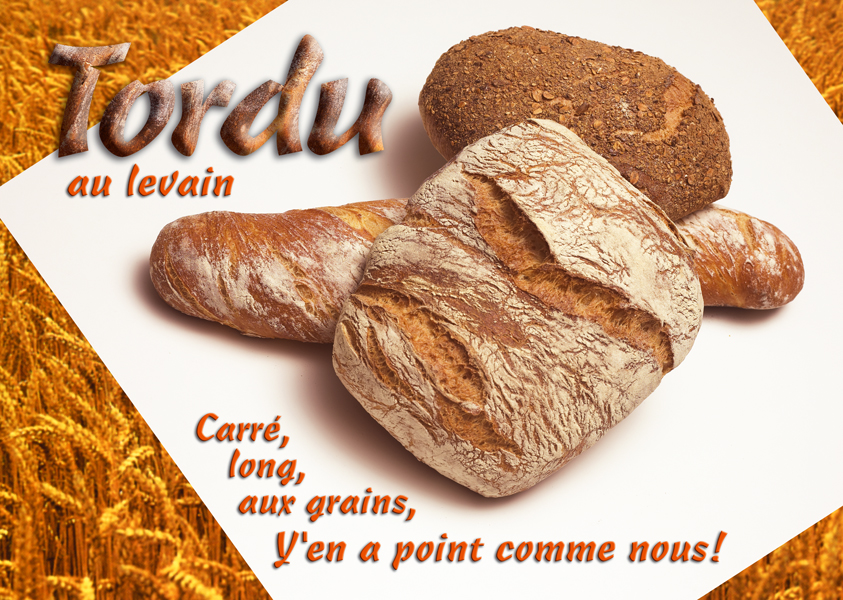 Tordu
au levain
Carré,
long,
aux grains,
Y'en a point comme nous!